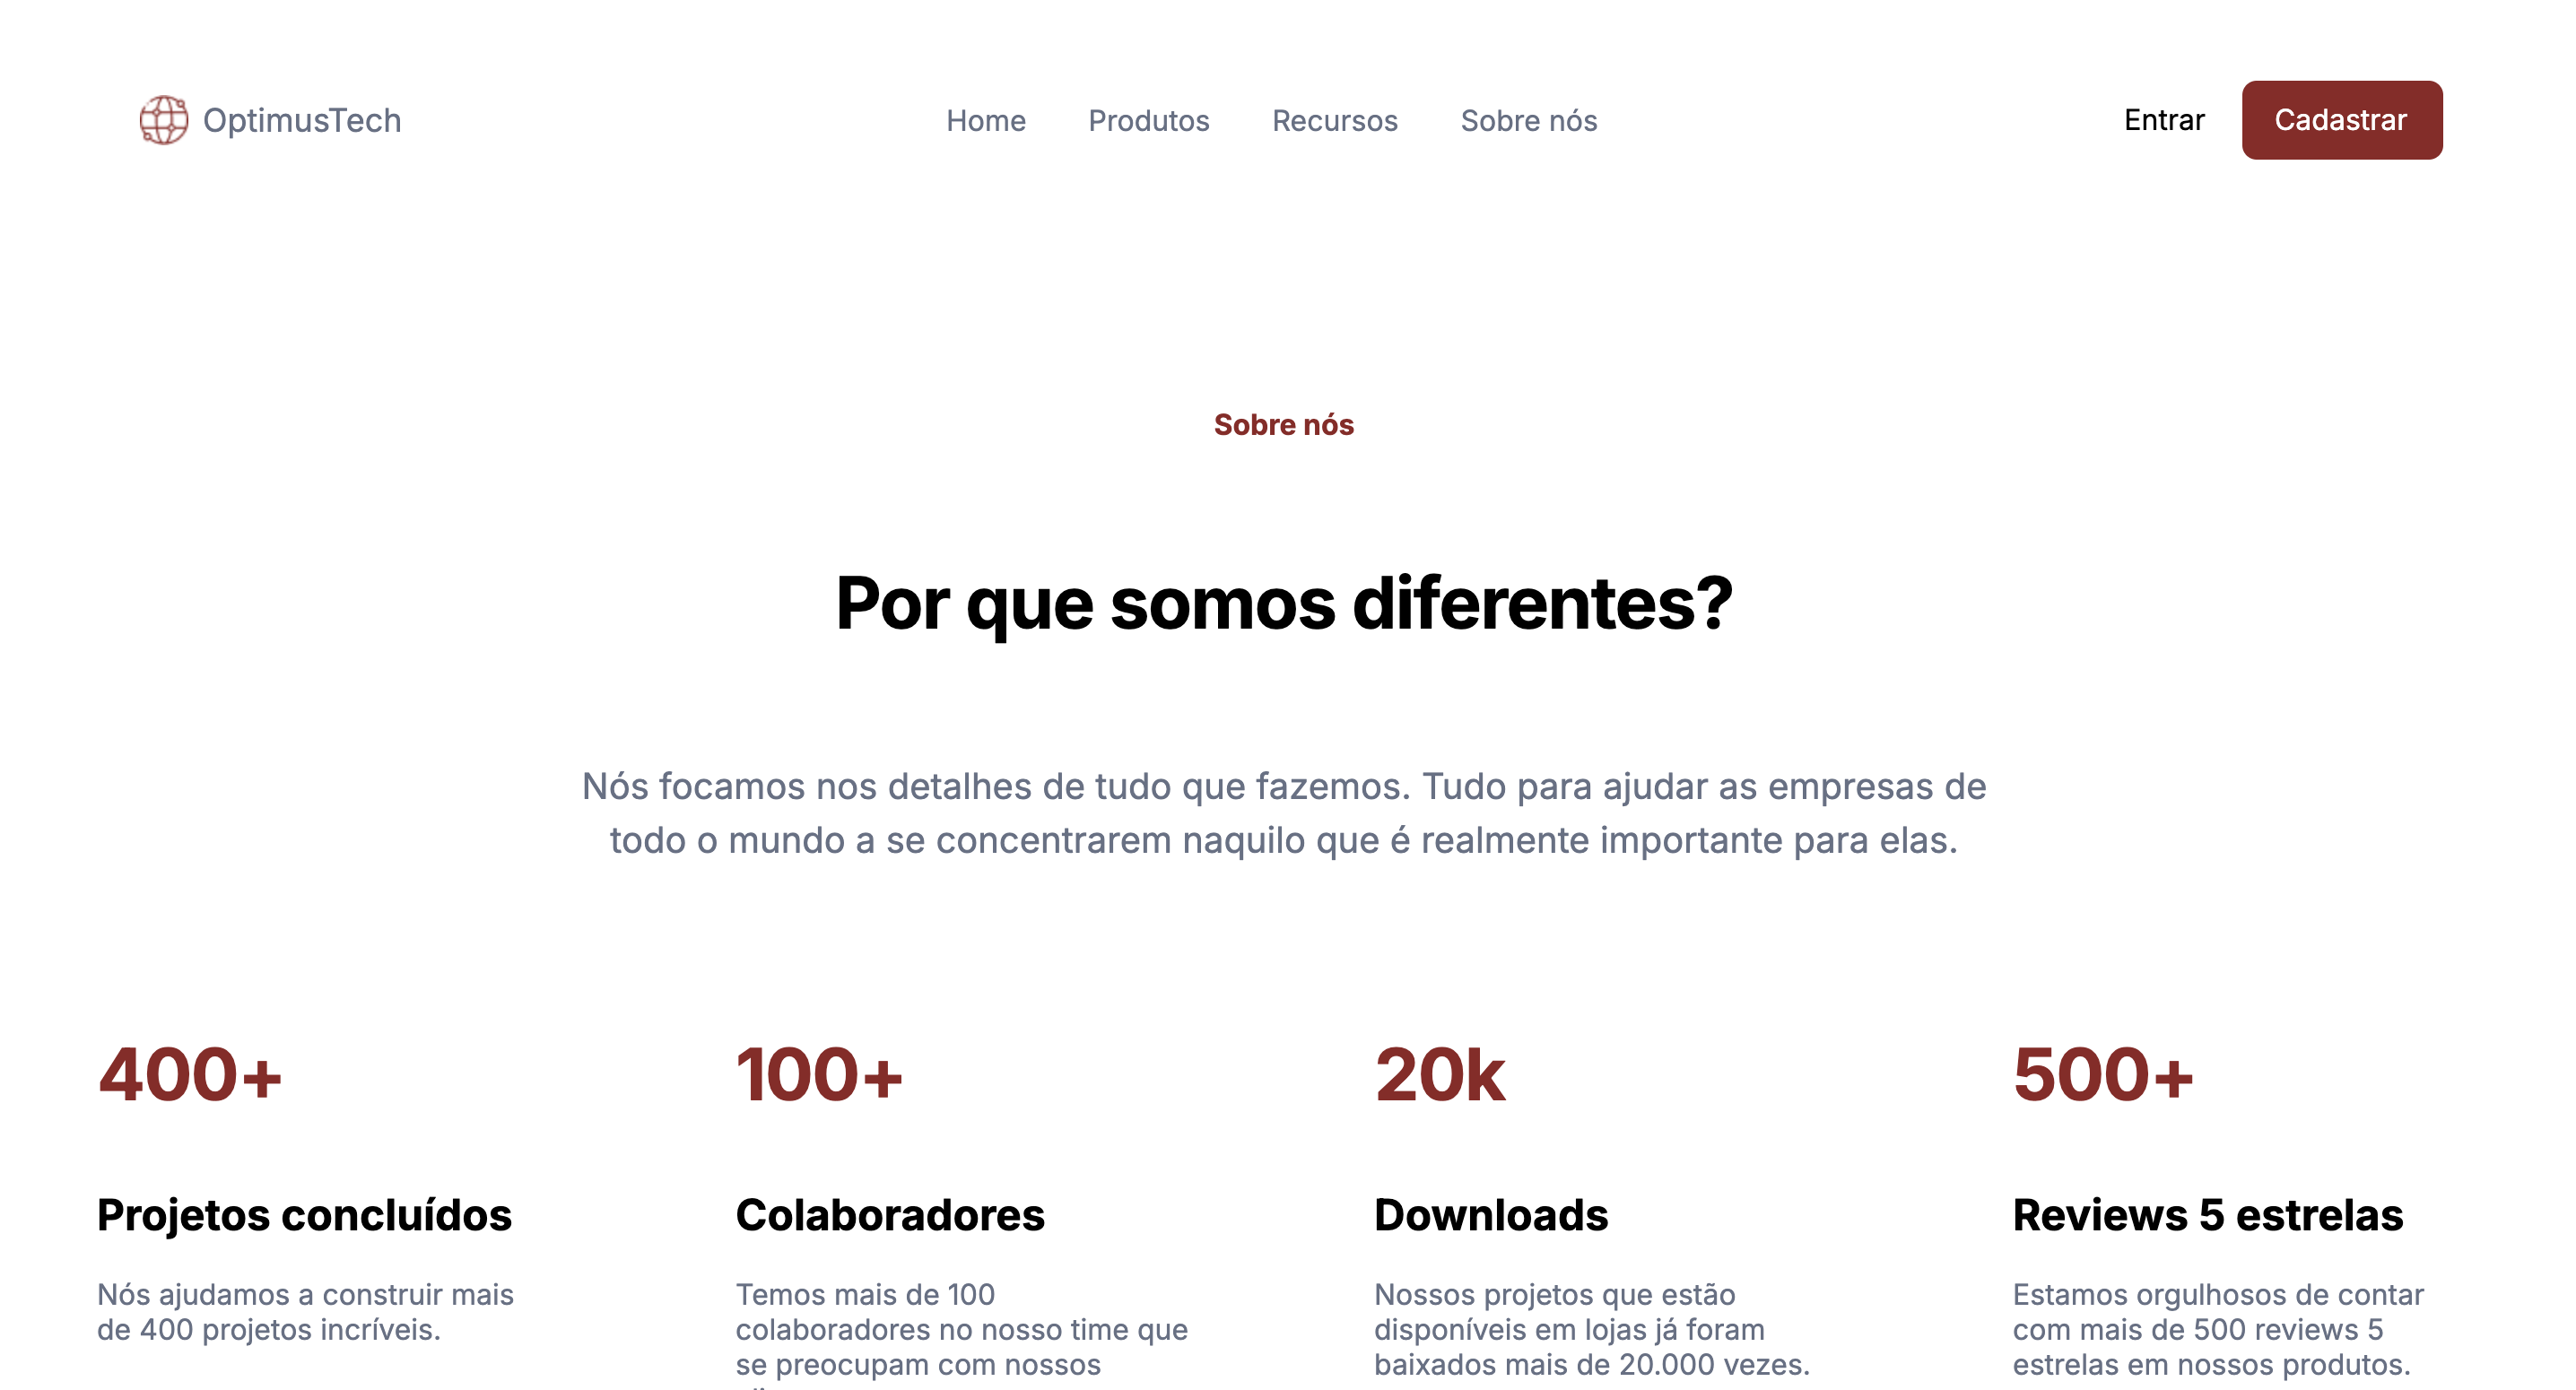 OptimusTech
Home Produtos Recursos Sobre nós
Entrar Cadastrar
Sobre nós
Por que somos diferentes?
Nós focamos nos detalhes de tudo que fazemos. Tudo para ajudar as empresas de
todo o mundo a se concentrarem naquilo que é realmente importante para elas.
400+
Projetos concluídos
Nós ajudamos a construir mais
de 400 projetos incríveis.
100+
Colaboradores
Temos mais de 100
colaboradores no nosso time que
se preocupam com nossos
20k
Downloads
Nossos projetos que estão
disponíveis em lojas já foram
baixados mais de 20.000 vezes.
500+
Reviews 5 estrelas
Estamos orgulhosos de contar
com mais de 500 reviews 5
estrelas em nossos produtos.